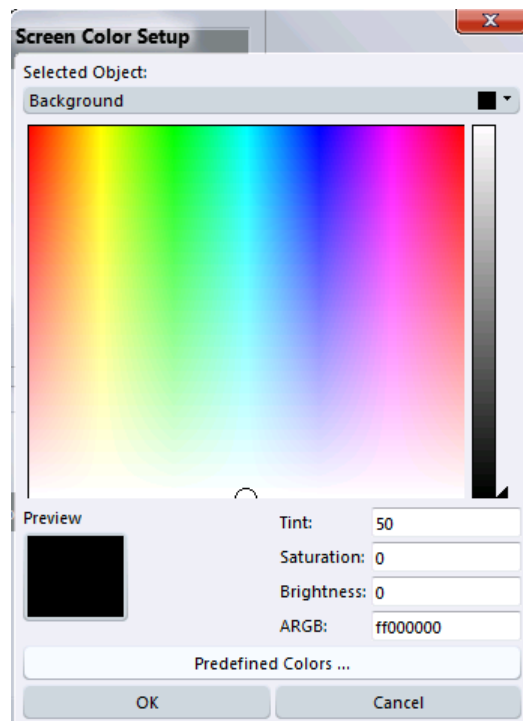 Screen Color Setup
Selected Object:
Background
Preview
Tint: 50
Saturation: 0
Brightness: 0
ARGB: ff000000
Predefined Colors ...
OK Cancel